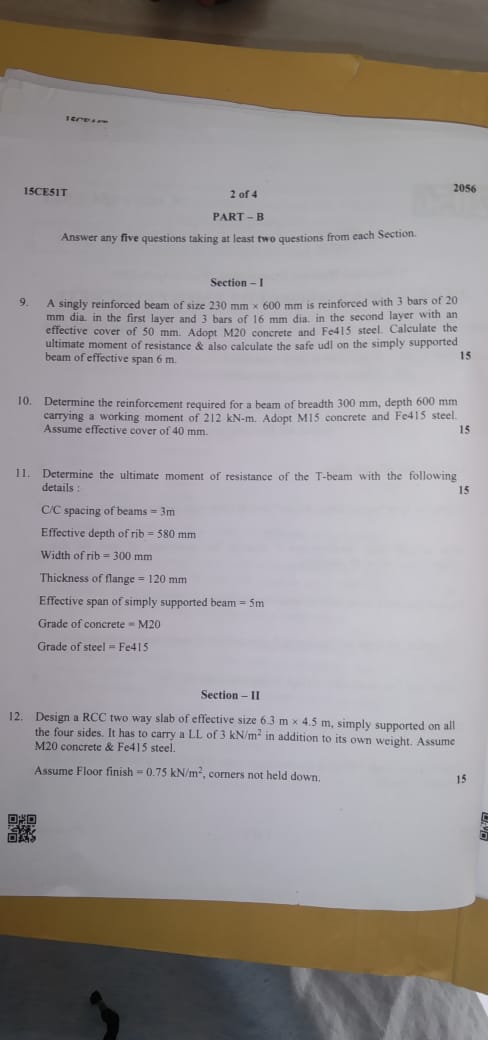 15CE51T
2 of 4
2056
PART – B
Answer any five questions taking at least two questions from each Section.
Section – I
9. A singly reinforced beam of size 230 mm × 600 mm is reinforced with 3 bars of 20
mm dia. in the first layer and 3 bars of 16 mm dia. in the second layer with an
effective cover of 50 mm. Adopt M20 concrete and Fe415 steel. Calculate the
ultimate moment of resistance & also calculate the safe udl on the simply supported
beam of effective span 6 m. 15
10. Determine the reinforcement required for a beam of breadth 300 mm, depth 600 mm
carrying a working moment of 212 kN-m. Adopt M15 concrete and Fe415 steel.
Assume effective cover of 40 mm. 15
11. Determine the ultimate moment of resistance of the T-beam with the following
details : 15
C/C spacing of beams = 3m
Effective depth of rib = 580 mm
Width of rib = 300 mm
Thickness of flange = 120 mm
Effective span of simply supported beam = 5m
Grade of concrete = M20
Grade of steel = Fe415
Section – II
12. Design a RCC two way slab of effective size 6.3 m × 4.5 m, simply supported on all
the four sides. It has to carry a LL of 3 kN/m² in addition to its own weight. Assume
M20 concrete & Fe415 steel.
Assume Floor finish = 0.75 kN/m², corners not held down. 15